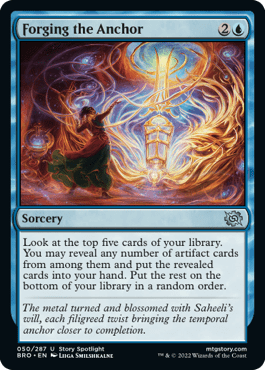 Forging the Anchor 2
Sorcery
Look at the top five cards of your library.
You may reveal any number of artifact cards
from among them and put the revealed
cards into your hand. Put the rest on the
bottom of your library in a random order.
The metal turned and blossomed with Saheeli's
will, each filigreed twist bringing the temporal
anchor closer to completion.
050/287 U Story Spotlight mtgstory.com
BRO • EN Liiga Smilshkalne ™ & © 2022 Wizards of the Coast